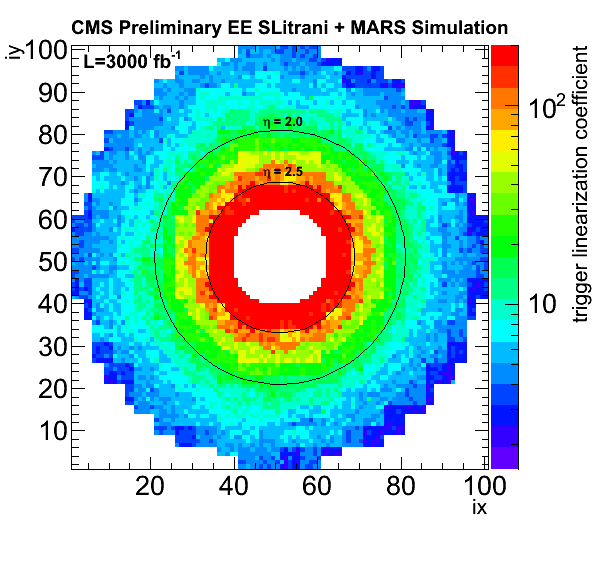 CMS Preliminary EE SLitrani + MARS Simulation
iy
L=3000 fb-1
100
90
80
70
60
50
40
30
20
10
η = 2.0
η = 2.5
20 40 60 80 100
ix
10²
10
trigger linearization coefficient